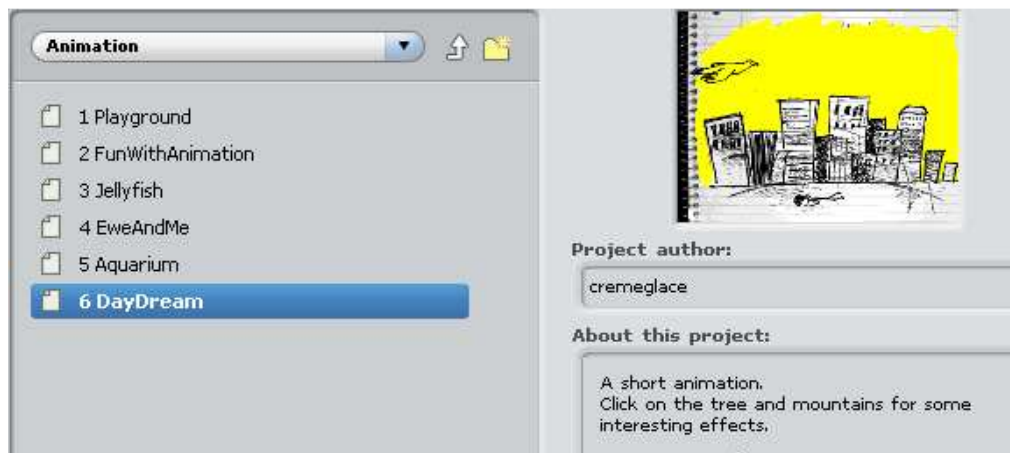 Animation
1 Playground
2 FunWithAnimation
3 Jellyfish
4 EweAndMe
5 Aquarium
6 DayDream
Project author:
cremeglace
About this project:
A short animation.
Click on the tree and mountains for some
interesting effects.